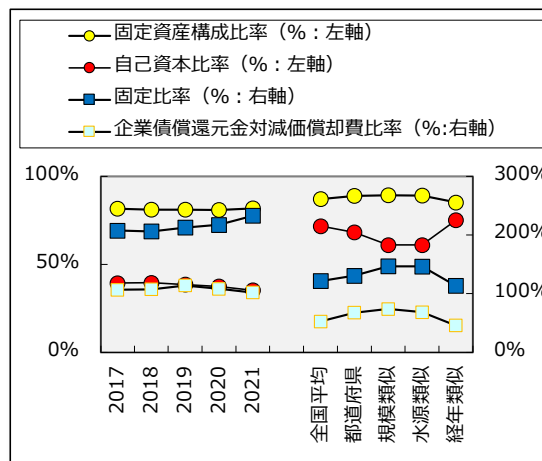 固定資産構成比率（%：左軸）
自己資本比率（%：左軸）
固定比率（%：右軸）
企業債償還元金対減価償却費比率（%:右軸）
100%
50%
0%
300%
200%
100%
0%
2017
2018
2019
2020
2021
全国平均
都道府県
規模類似
水源類似
経年類似